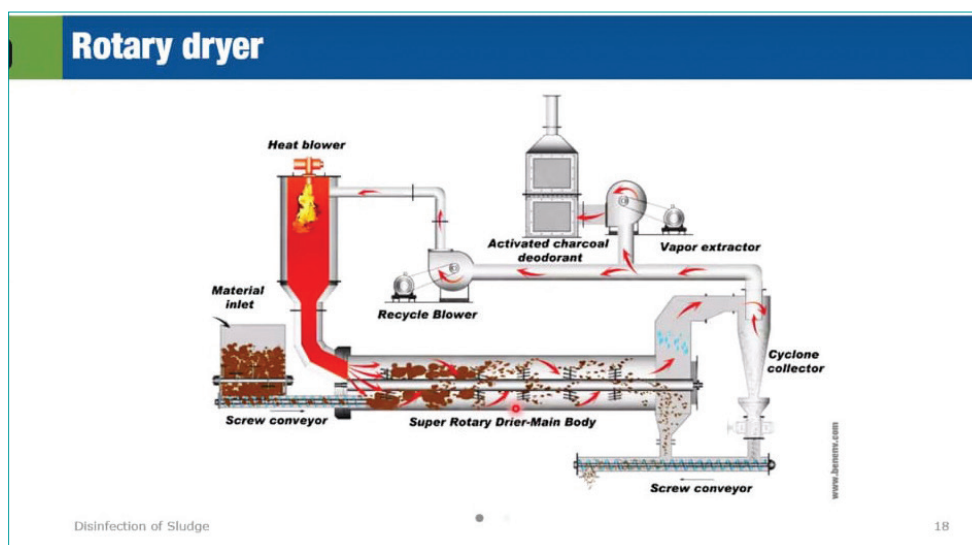 Rotary dryer
Heat blower
Activated charcoal
deodorant
Vapor extractor
Material
inlet
Recycle Blower
Cyclone
collector
Screw conveyor
Super Rotary Drier-Main Body
Screw conveyor
www.benenv.com
Disinfection of Sludge
18